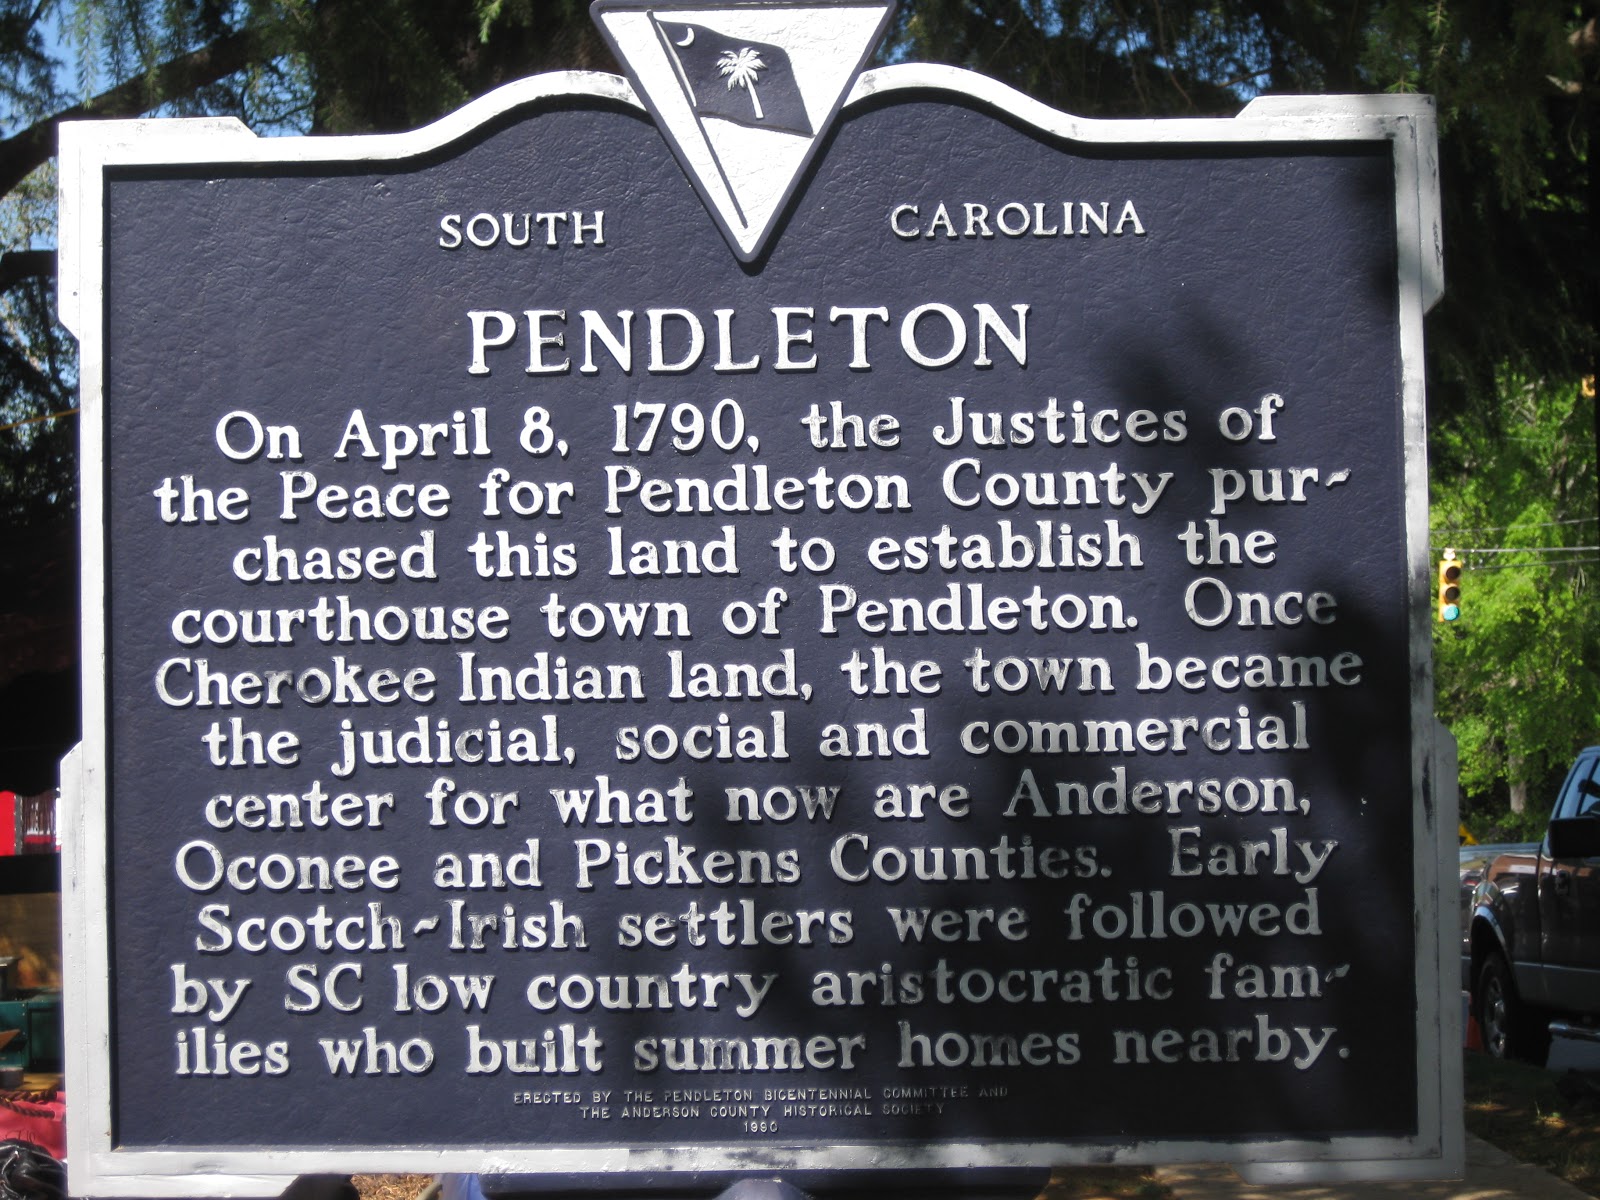 SOUTH CAROLINA
PENDLETON
On April 8, 1790, the Justices of
the Peace for Pendleton County pur-
chased this land to establish the
courthouse town of Pendleton. Once
Cherokee Indian land, the town became
the judicial, social and commercial
center for what now are Anderson,
Oconee and Pickens Counties. Early
Scotch-Irish settlers were followed
by SC low country aristocratic fam-
ilies who built summer homes nearby.
ERECTED BY THE PENDLETON BICENTENNIAL COMMITTEE AND
THE ANDERSON COUNTY HISTORICAL SOCIETY
1990